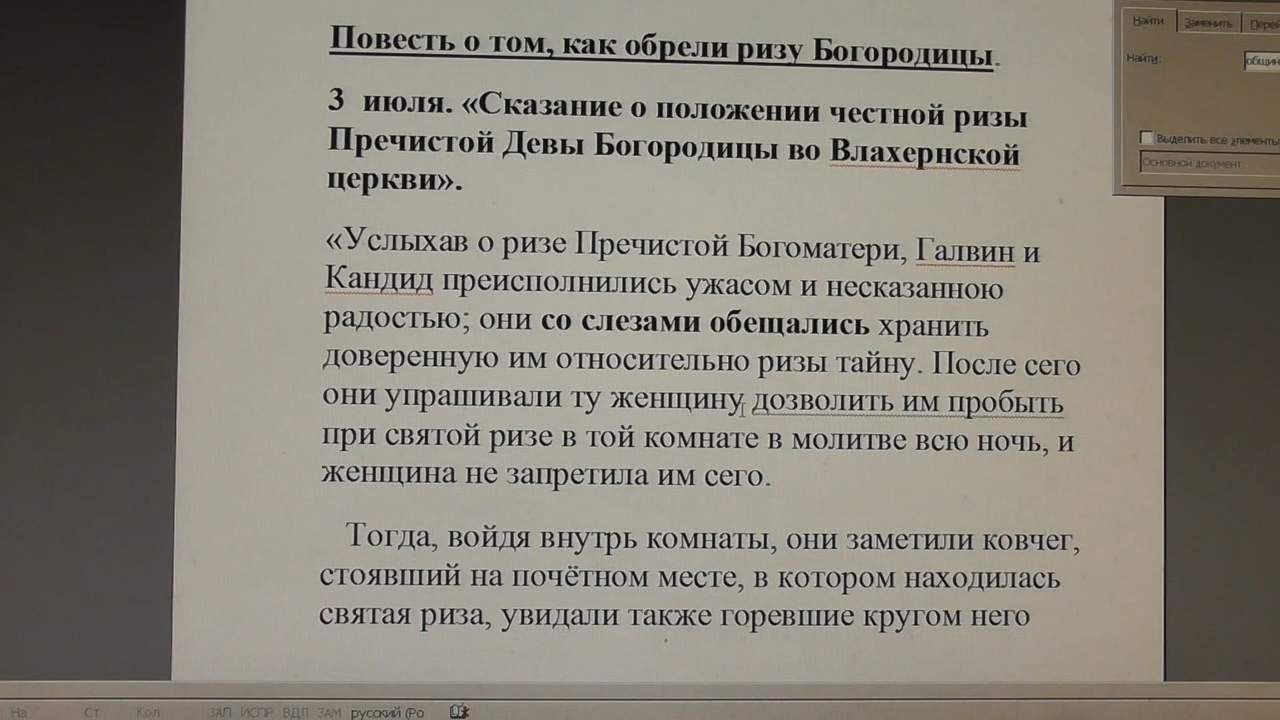 Повесть о том, как обрели ризу Богородицы.
3 июля. «Сказание о положении честной ризы
Пречистой Девы Богородицы во Влахернской
церкви».
«Услыхав о ризе Пречистой Богоматери, Галвин и
Кандид преисполнились ужасом и несказанною
радостью; они со слезами обещались хранить
доверенную им относительно ризы тайну. После сего
они упрашивали ту женщину дозволить им пробыть
при святой ризе в той комнате в молитве всю ночь, и
женщина не запретила им сего.
Тогда, войдя внутрь комнаты, они заметили ковчег,
стоявший на почётном месте, в котором находилась
святая риза, увидали также горевшие кругом него
Найти Заменить
Найти:
Выделить все элементы
Основной документ
На Ст Кол ЗАП ИСПР ВДЛ ЗАМ русский (Ро